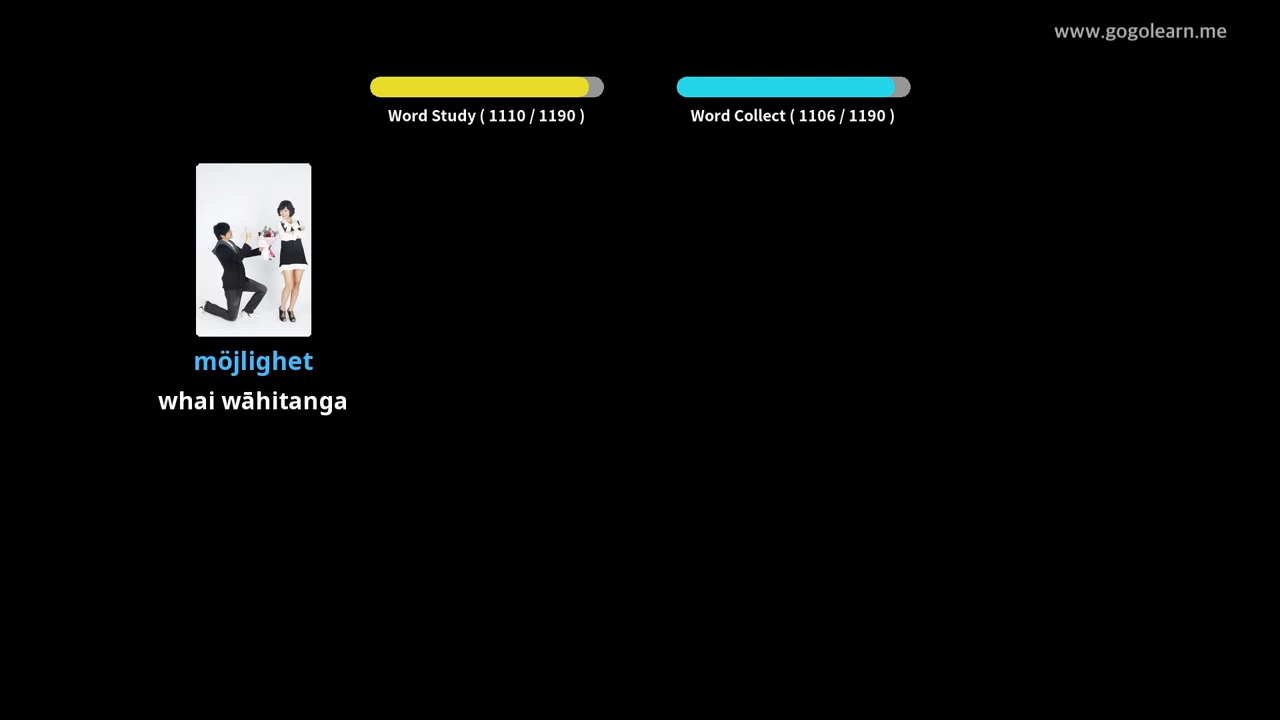 www.gogolearn.me
Word Study ( 1110 / 1190 )
Word Collect ( 1106 / 1190 )
möjlighet
whai wāhitanga